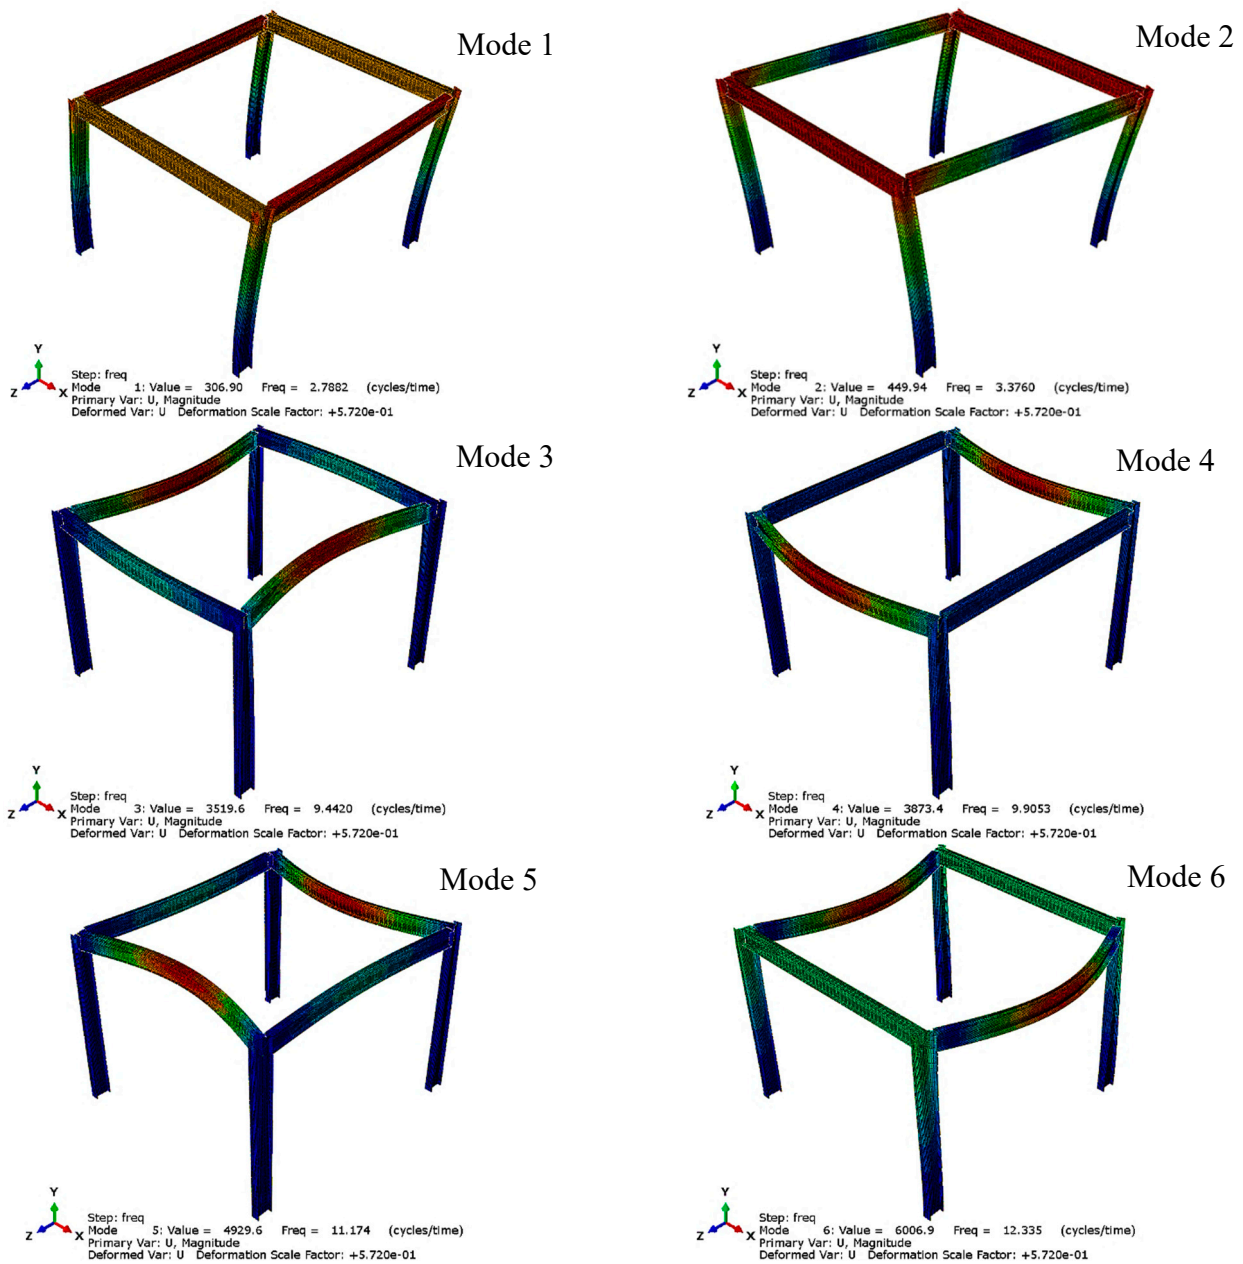 Mode 1
Y
Z X
Step: freq
Mode 1: Value = 306.90 Freq = 2.7882 (cycles/time)
Primary Var: U, Magnitude
Deformed Var: U Deformation Scale Factor: +5.720e-01
Mode 2
Y
Z X
Step: freq
Mode 2: Value = 449.94 Freq = 3.3760 (cycles/time)
Primary Var: U, Magnitude
Deformed Var: U Deformation Scale Factor: +5.720e-01
Mode 3
Y
Z X
Step: freq
Mode 3: Value = 3519.6 Freq = 9.4420 (cycles/time)
Primary Var: U, Magnitude
Deformed Var: U Deformation Scale Factor: +5.720e-01
Mode 4
Y
Z X
Step: freq
Mode 4: Value = 3873.4 Freq = 9.9053 (cycles/time)
Primary Var: U, Magnitude
Deformed Var: U Deformation Scale Factor: +5.720e-01
Mode 5
Y
Z X
Step: freq
Mode 5: Value = 4929.6 Freq = 11.174 (cycles/time)
Primary Var: U, Magnitude
Deformed Var: U Deformation Scale Factor: +5.720e-01
Mode 6
Y
Z X
Step: freq
Mode 6: Value = 6006.9 Freq = 12.335 (cycles/time)
Primary Var: U, Magnitude
Deformed Var: U Deformation Scale Factor: +5.720e-01